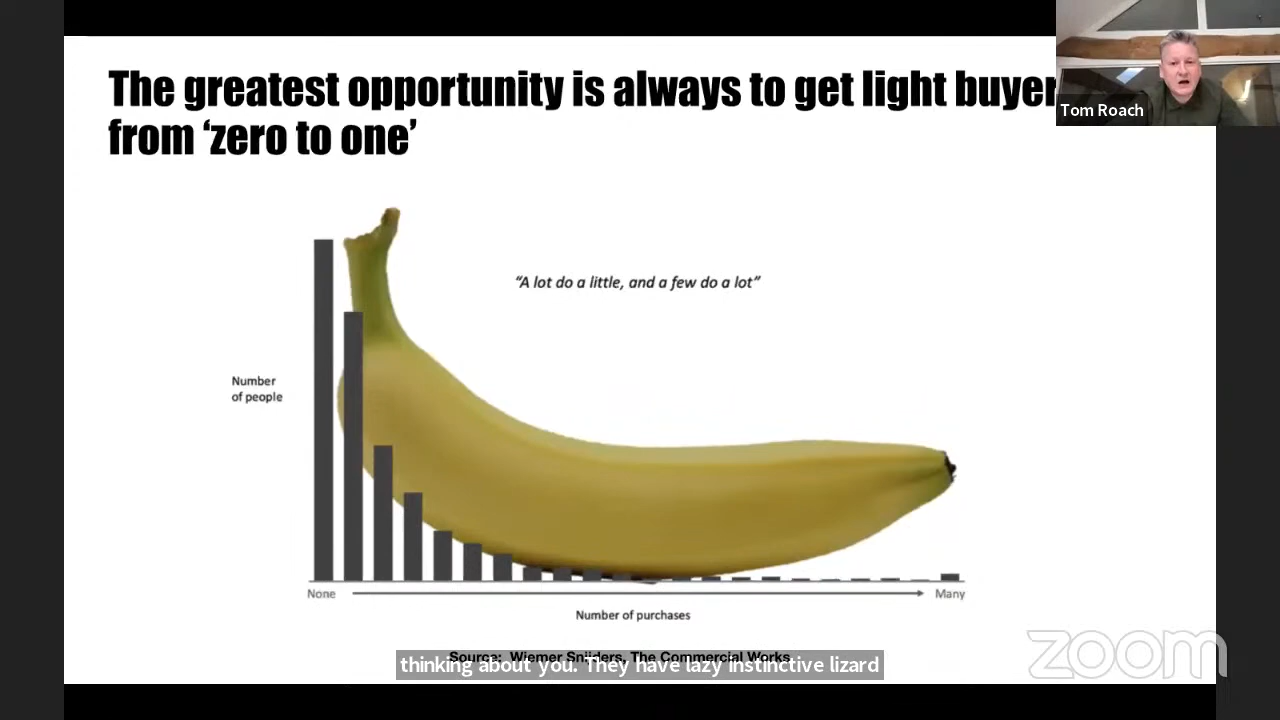 The greatest opportunity is always to get light buyer
from ‘zero to one’
Tom Roach
“A lot do a little, and a few do a lot”
Number
of people
None
Many
Number of purchases
Source: Wiemer Snijders, The Commercial Works
thinking about you. They have lazy instinctive lizard
zoom